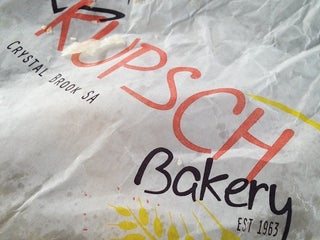 KUPSCH
CRYSTAL BROOK SA
Bakery
EST 1963